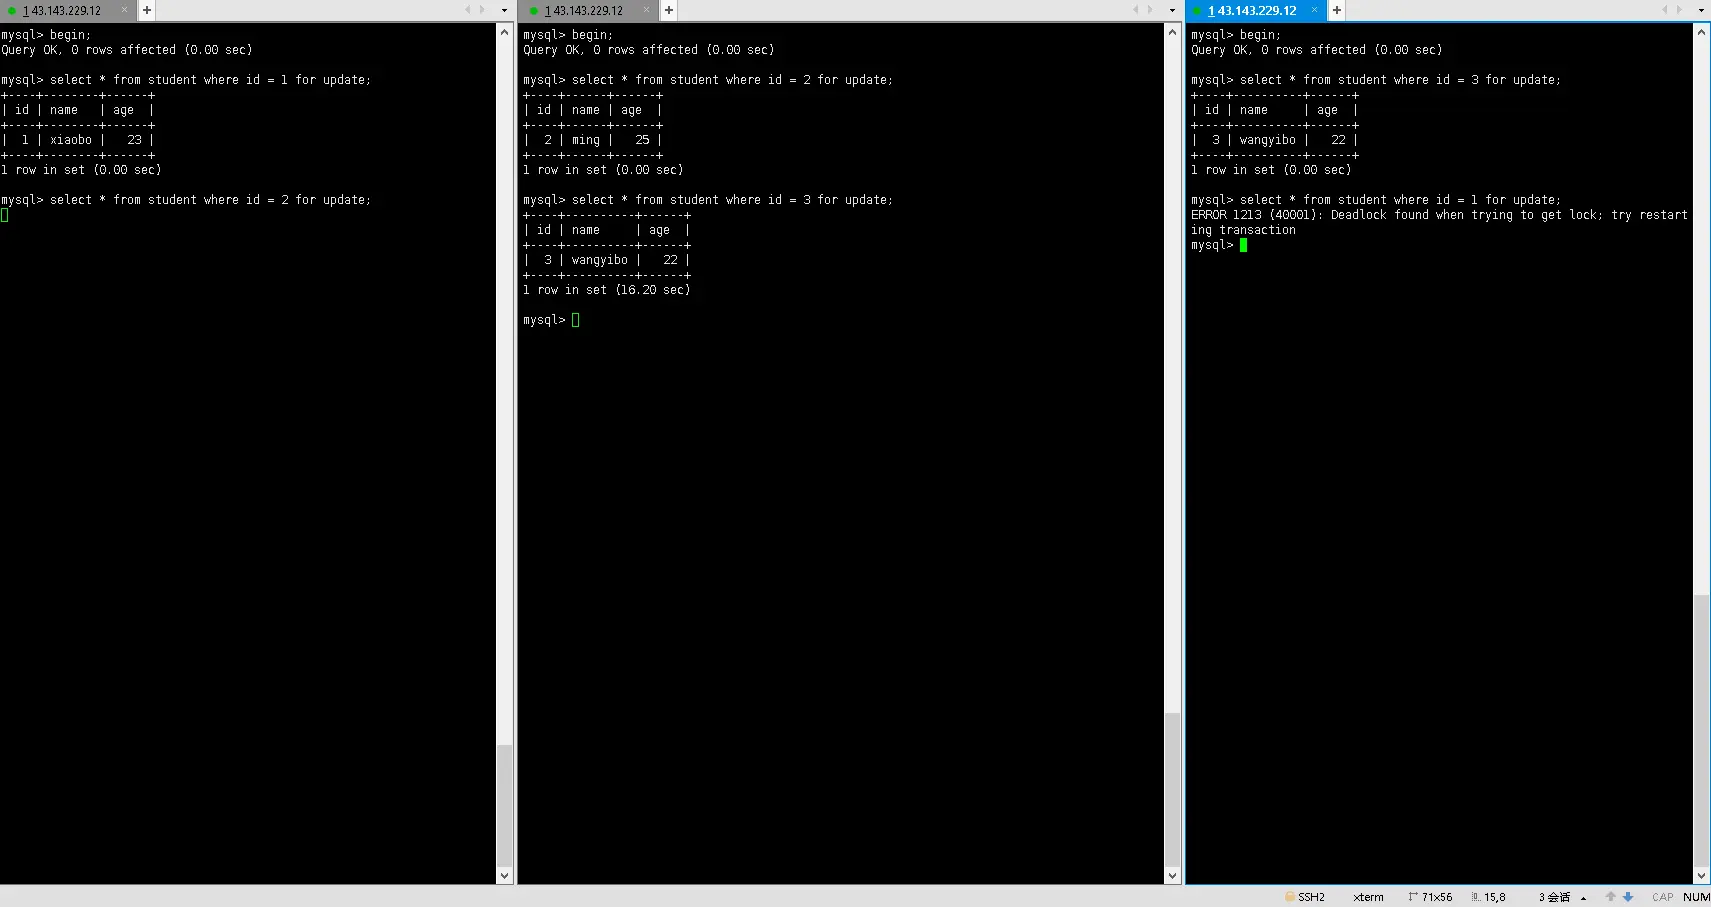 1 43.143.229.12 × +
mysql> begin;
Query OK, 0 rows affected (0.00 sec)
mysql> select * from student where id = 1 for update;
+----+---------+------+
| id | name    | age  |
+----+---------+------+
|  1 | xiaobo |   23 |
+----+---------+------+
1 row in set (0.00 sec)
mysql> select * from student where id = 2 for update;
1 43.143.229.12 × +
mysql> begin;
Query OK, 0 rows affected (0.00 sec)
mysql> select * from student where id = 2 for update;
+----+------+------+
| id | name | age  |
+----+------+------+
|  2 | ming |   25 |
+----+------+------+
1 row in set (0.00 sec)
mysql> select * from student where id = 3 for update;
+----+----------+------+
| id | name     | age  |
+----+----------+------+
|  3 | wangyibo |   22 |
+----+----------+------+
1 row in set (16.20 sec)
mysql>
1 43.143.229.12 × +
mysql> begin;
Query OK, 0 rows affected (0.00 sec)
mysql> select * from student where id = 3 for update;
+----+----------+------+
| id | name     | age  |
+----+----------+------+
|  3 | wangyibo |   22 |
+----+----------+------+
1 row in set (0.00 sec)
mysql> select * from student where id = 1 for update;
ERROR 1213 (40001): Deadlock found when trying to get lock; try restart
ing transaction
mysql>
SSH2 xterm 71×56 15,8 3 会话 CAP NUM